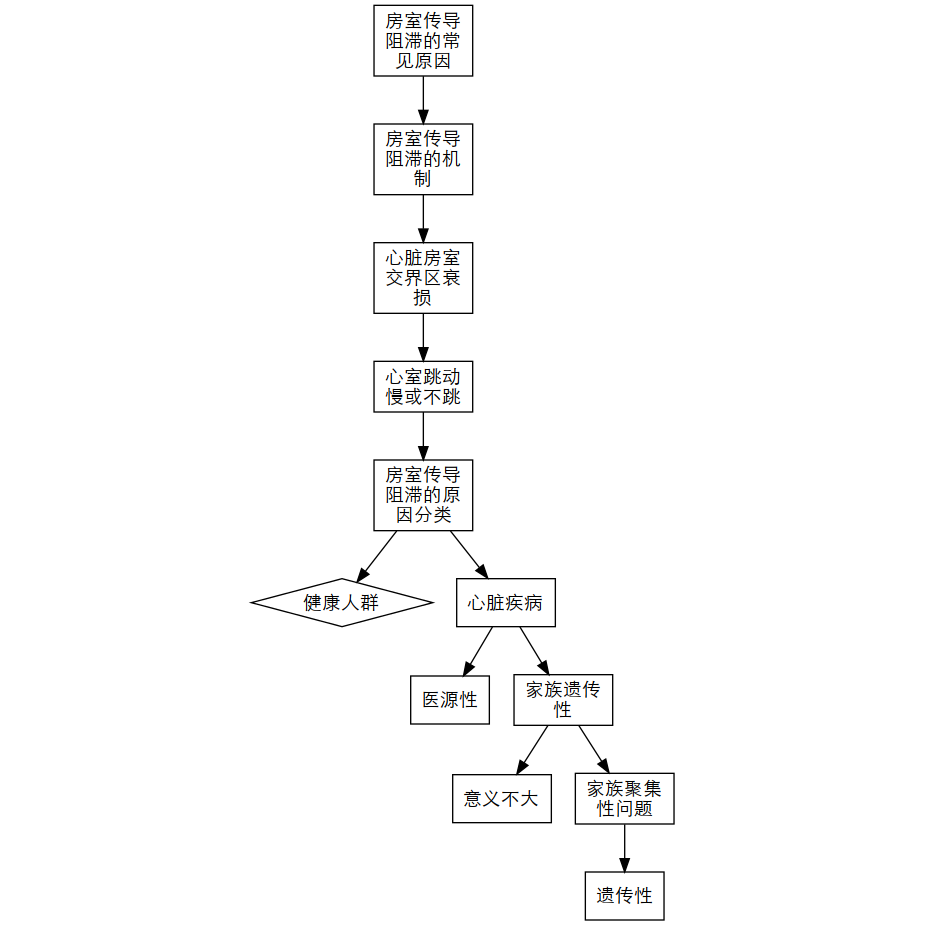 房室传导
阻滞的常
见原因
房室传导
阻滞的机
制
心脏房室
交界区衰
损
心室跳动
慢或不跳
房室传导
阻滞的原
因分类
健康人群
心脏疾病
医源性
家族遗传
性
意义不大
家族聚集
性问题
遗传性